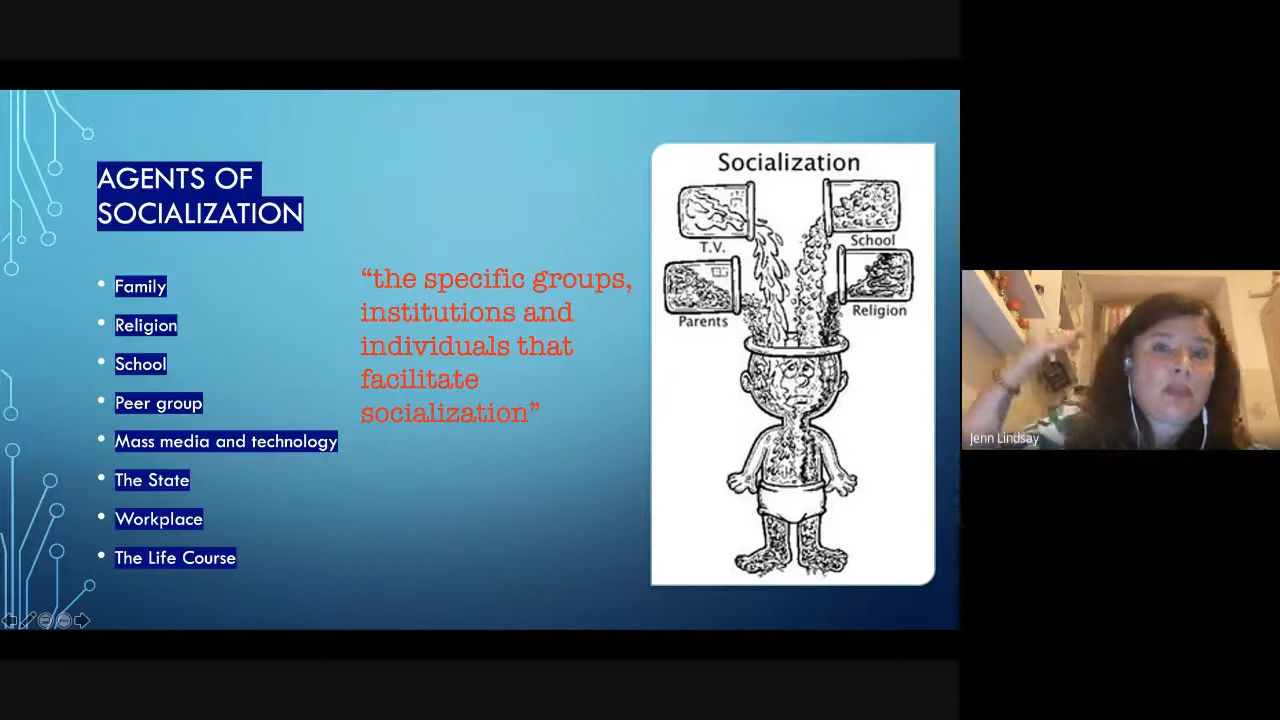 AGENTS OF
SOCIALIZATION
• Family
• Religion
• School
• Peer group
• Mass media and technology
• The State
• Workplace
• The Life Course
“the specific groups,
institutions and
individuals that
facilitate
socialization”
Socialization
T.V.
School
Parents
Religion
Jenn Lindsay